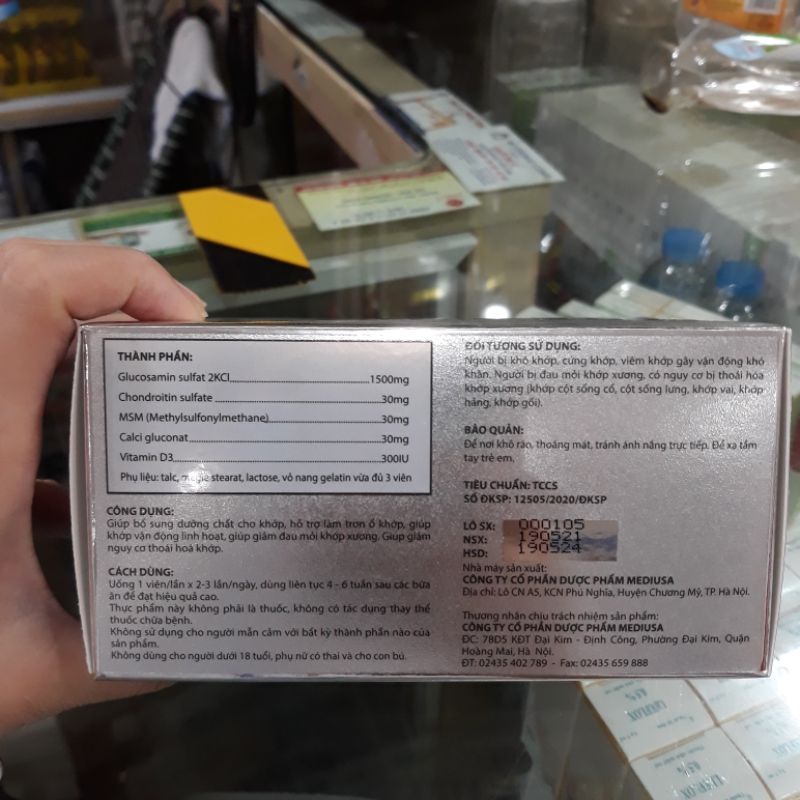 THÀNH PHẦN:
Glucosamin sulfat 2KCl 1500mg
Chondroitin sulfate 30mg
MSM (Methylsulfonylmethane) 30mg
Calci gluconat 30mg
Vitamin D3 300IU
Phụ liệu: talc, magie stearat, lactose, vỏ nang gelatin vừa đủ 3 viên
CÔNG DỤNG:
Giúp bổ sung dưỡng chất cho khớp, hỗ trợ làm trơn ổ khớp, giúp
khớp vận động linh hoạt, giúp giảm đau mỏi khớp xương. Giúp giảm
nguy cơ thoái hoá khớp.
CÁCH DÙNG:
Uống 1 viên/lần x 2-3 lần/ngày, dùng liên tục 4 - 6 tuần sau các bữa
ăn để đạt hiệu quả cao.
Thực phẩm này không phải là thuốc, không có tác dụng thay thế
thuốc chữa bệnh.
Không sử dụng cho người mẫn cảm với bất kỳ thành phần nào của
sản phẩm.
Không dùng cho người dưới 18 tuổi, phụ nữ có thai và cho con bú.
ĐỐI TƯỢNG SỬ DỤNG:
Người bị khô khớp, cứng khớp, viêm khớp gây vận động khó
khăn. Người bị đau mỏi khớp xương, có nguy cơ bị thoái hóa
khớp xương (khớp cột sống cổ, cột sống lưng, khớp vai, khớp
háng, khớp gối).
BẢO QUẢN:
Để nơi khô ráo, thoáng mát, tránh ánh nắng trực tiếp. Để xa tầm
tay trẻ em.
TIÊU CHUẨN: TCCS
SỐ ĐKSP: 12505/2020/ĐKSP
LÔ SX: 000105
NSX: 190521
HSD: 190524
Nhà máy sản xuất:
CÔNG TY CỔ PHẦN DƯỢC PHẨM MEDIUSA
Địa chỉ: Lô CN A5, KCN Phú Nghĩa, Huyện Chương Mỹ, TP. Hà Nội.
Thương nhân chịu trách nhiệm sản phẩm:
CÔNG TY CỔ PHẦN DƯỢC PHẨM MEDIUSA
ĐC: 78D5 KĐT Đại Kim - Định Công, Phường Đại Kim, Quận
Hoàng Mai, Hà Nội.
ĐT: 02435 402 789 - Fax: 02435 659 888